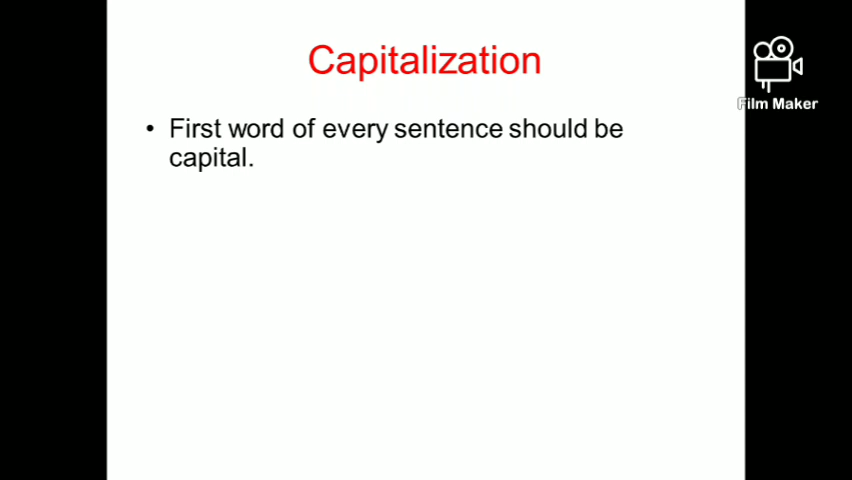 Capitalization
• First word of every sentence should be
capital.
Film Maker